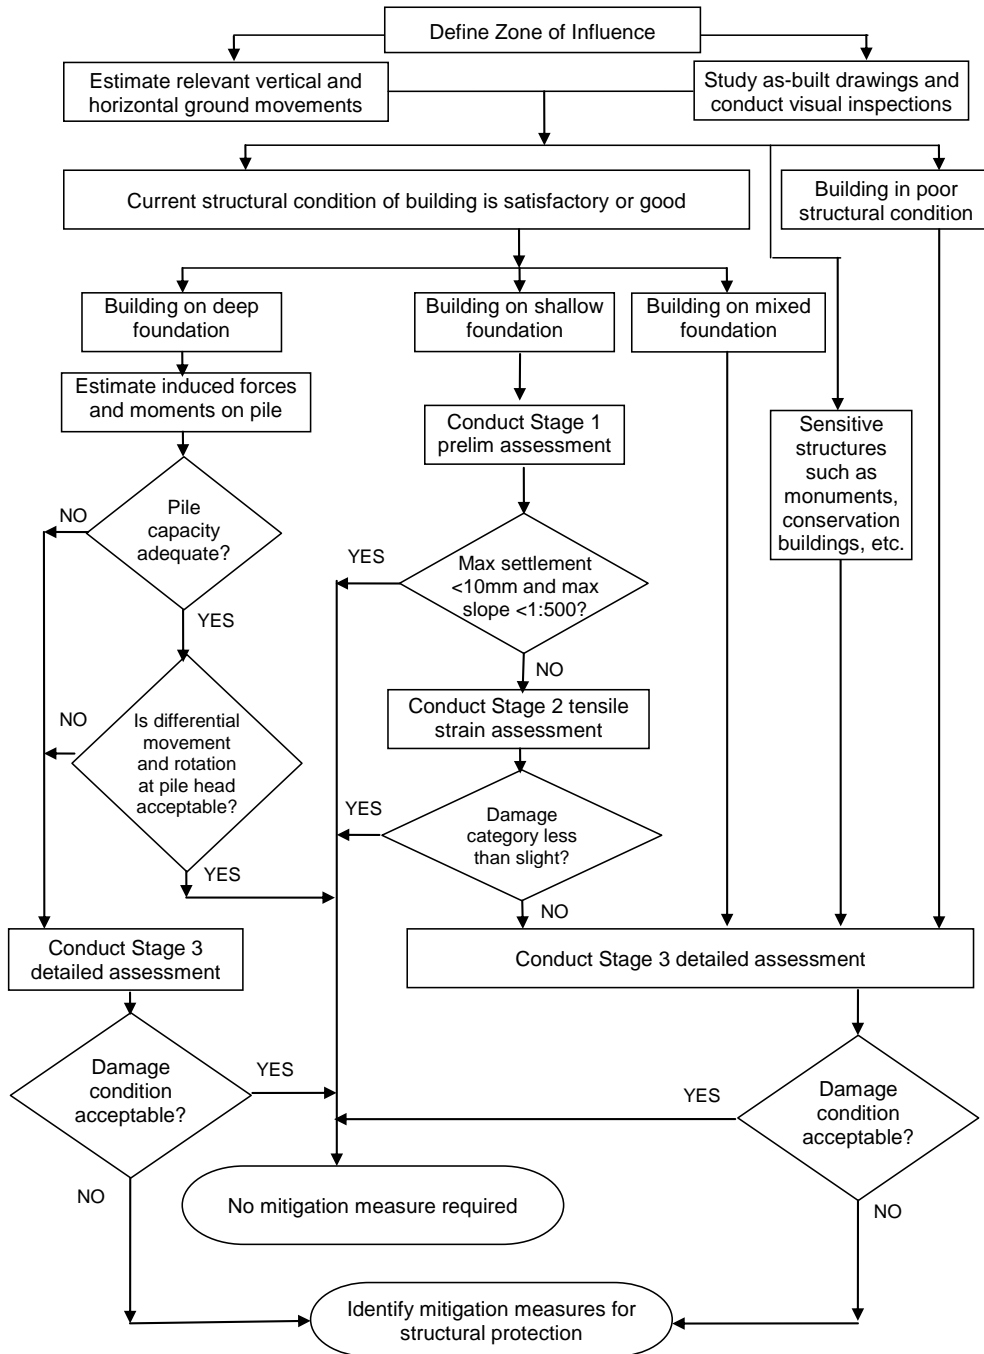 Define Zone of Influence
Estimate relevant vertical and
horizontal ground movements
Study as-built drawings and
conduct visual inspections
Current structural condition of building is satisfactory or good
Building in poor
structural condition
Building on deep
foundation
Building on shallow
foundation
Building on mixed
foundation
Estimate induced forces
and moments on pile
Conduct Stage 1
prelim assessment
Sensitive
structures
such as
monuments,
conservation
buildings, etc.
Pile
capacity
adequate?
NO
YES
Max settlement
<10mm and max
slope <1:500?
YES
NO
Is differential
movement
and rotation
at pile head
acceptable?
NO
YES
Conduct Stage 2 tensile
strain assessment
Damage
category less
than slight?
YES
NO
Conduct Stage 3
detailed assessment
Conduct Stage 3 detailed assessment
Damage
condition
acceptable?
YES
NO
Damage
condition
acceptable?
YES
NO
No mitigation measure required
Identify mitigation measures for
structural protection